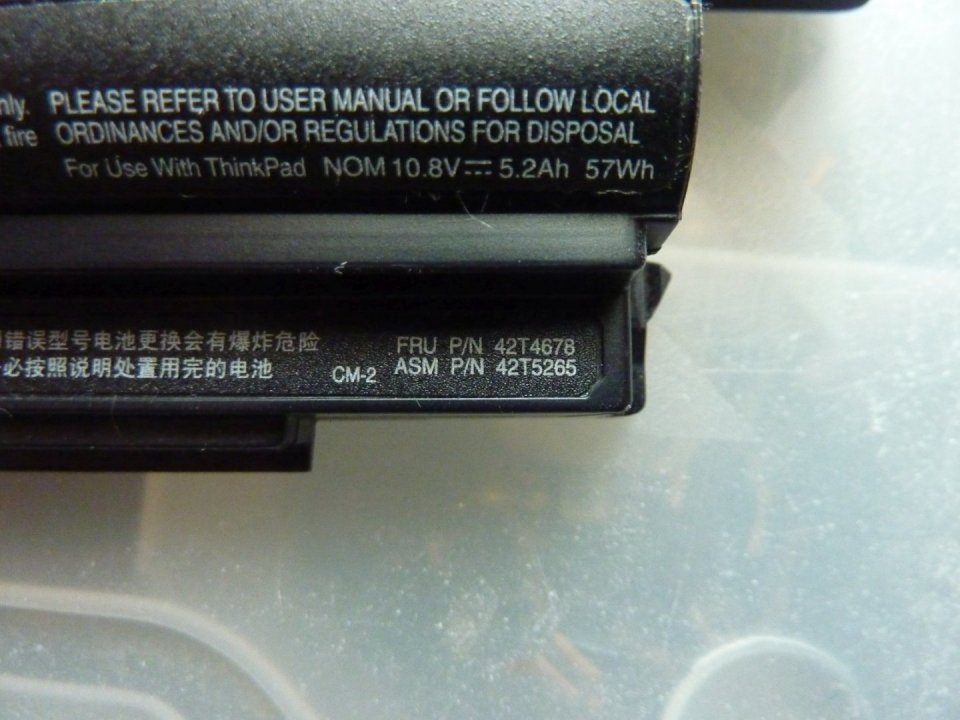 nly. PLEASE REFER TO USER MANUAL OR FOLLOW LOCAL
fire ORDINANCES AND/OR REGULATIONS FOR DISPOSAL
For Use With ThinkPad NOM 10.8V⎓ 5.2Ah 57Wh
错误型号电池更换会有爆炸危险
必按照说明处置用完的电池
CM-2
FRU P/N 42T4678
ASM P/N 42T5265